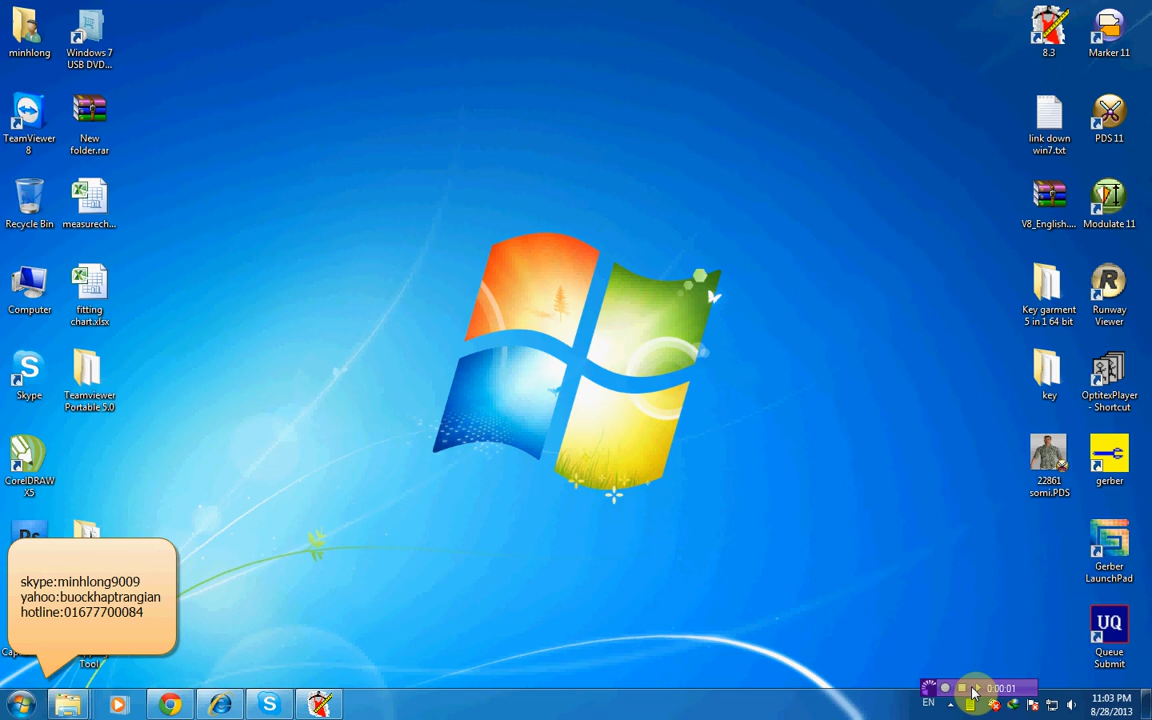 minhlong
Windows 7
USB DVD...
TeamViewer
8
New
folder.rar
Recycle Bin
measurech...
Computer
fitting
chart.xlsx
Skype
Teamviewer
Portable 5.0
CorelDRAW
X5
Ps
skype:minhlong9009
yahoo:buockhaptrangian
hotline:01677700084
Tool
8.3
Marker 11
link down
win7.txt
PDS 11
V8_English....
Modulate 11
Key garment
5 in 1 64 bit
Runway
Viewer
key
OptitexPlayer
- Shortcut
22861
somi.PDS
gerber
Gerber
LaunchPad
UQ
Queue
Submit
0:00:01
EN
11:03 PM
8/28/2013